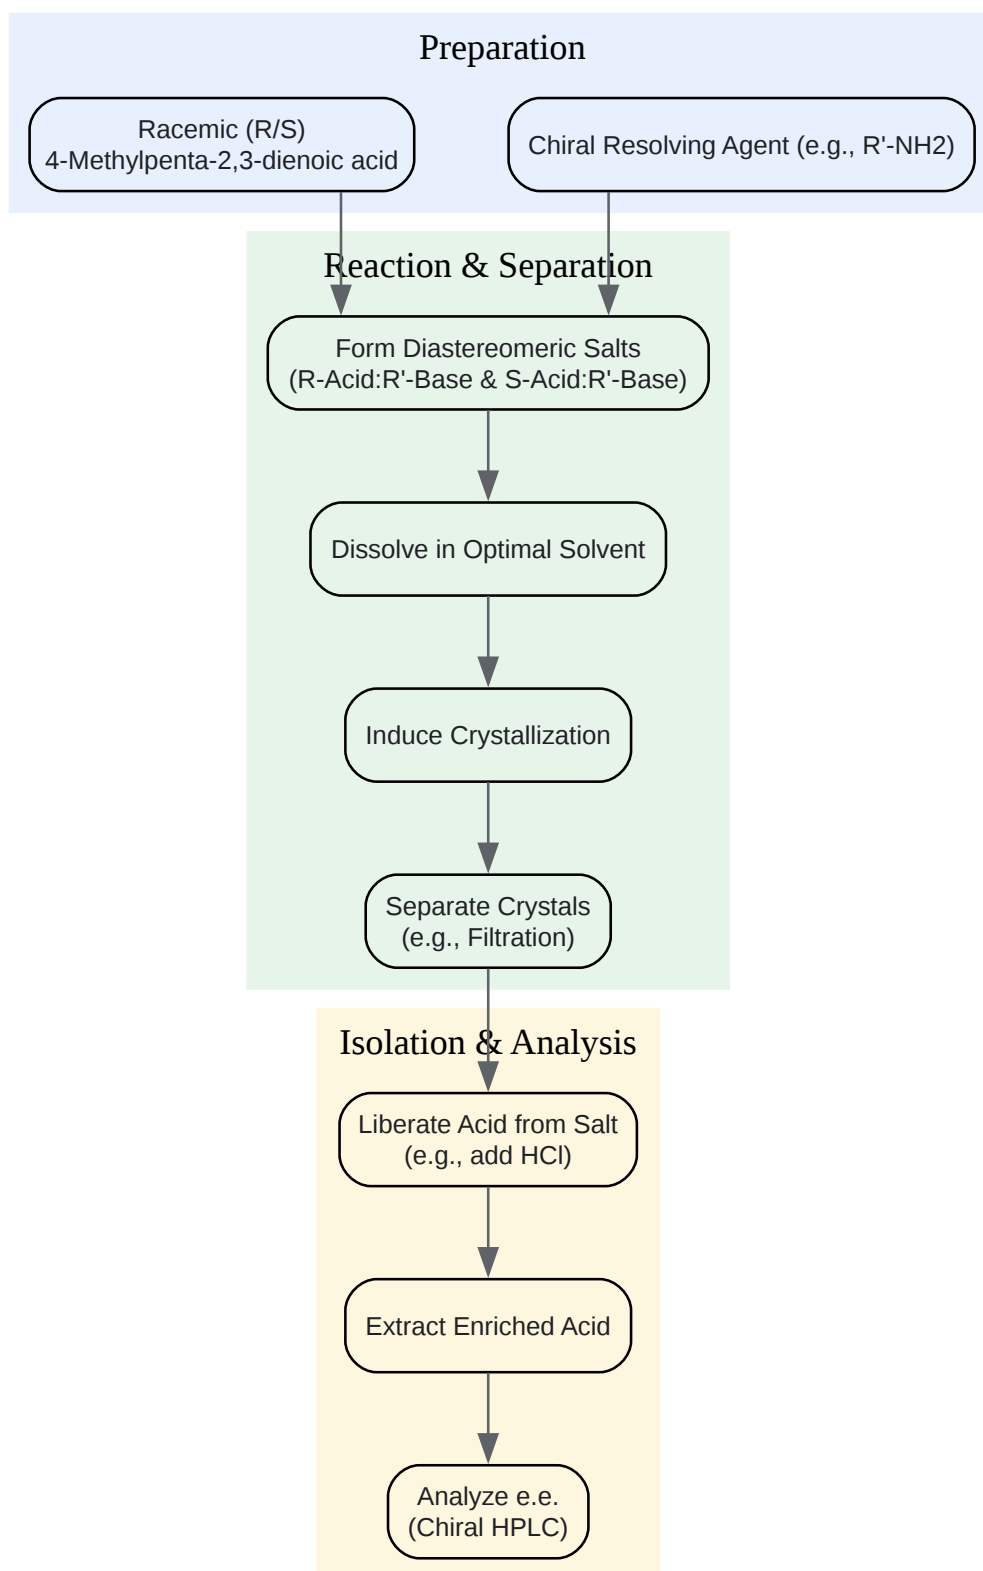 Preparation
Racemic (R/S)
4-Methylpenta-2,3-dienoic acid
Chiral Resolving Agent (e.g., R'-NH2)
Reaction & Separation
Form Diastereomeric Salts
(R-Acid:R'-Base & S-Acid:R'-Base)
Dissolve in Optimal Solvent
Induce Crystallization
Separate Crystals
(e.g., Filtration)
Isolation & Analysis
Liberate Acid from Salt
(e.g., add HCl)
Extract Enriched Acid
Analyze e.e.
(Chiral HPLC)